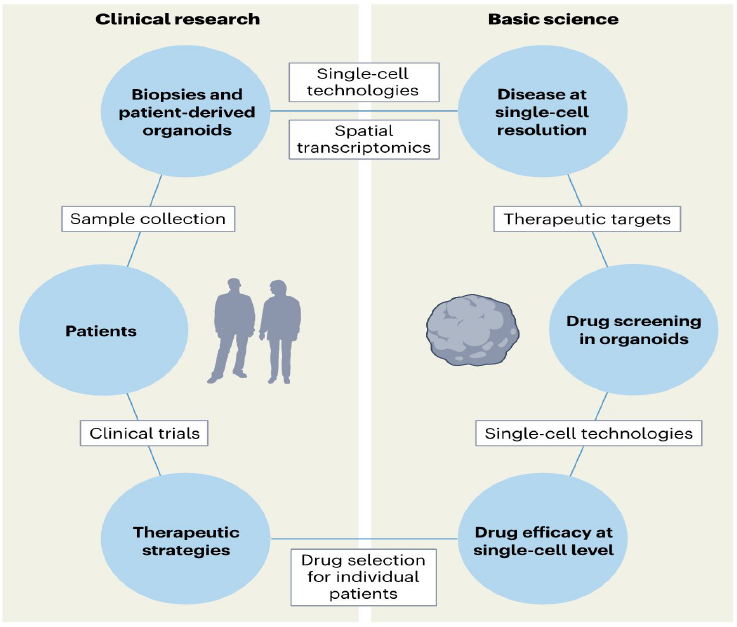 Clinical research
Basic science
Biopsies and
patient-derived
organoids
Single-cell
technologies
Spatial
transcriptomics
Disease at
single-cell
resolution
Sample collection
Therapeutic targets
Patients
Drug screening
in organoids
Clinical trials
Single-cell technologies
Therapeutic
strategies
Drug selection
for individual
patients
Drug efficacy at
single-cell level